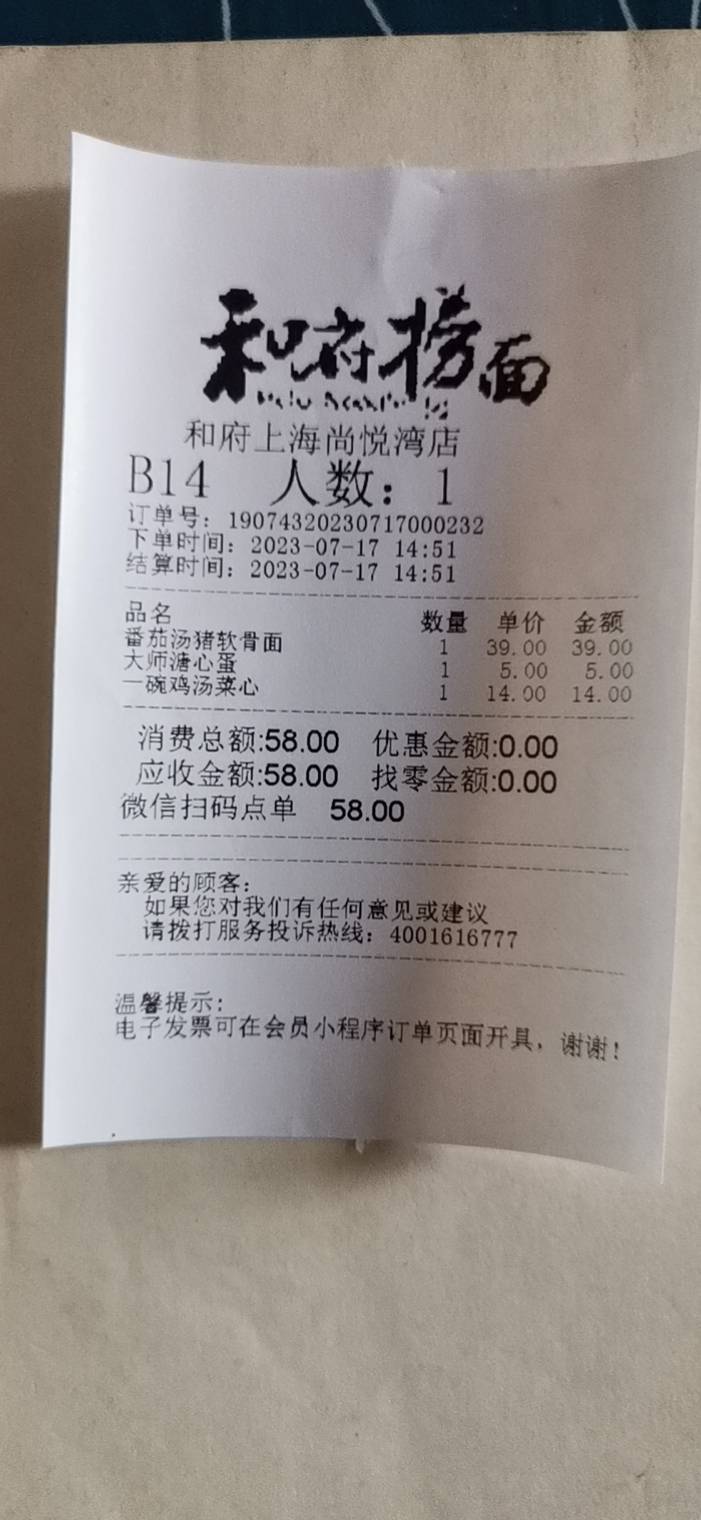 和府捞面
和府上海尚悦湾店
B14 人数：1
订单号：19074320230717000232
下单时间：2023-07-17 14:51
结算时间：2023-07-17 14:51
品名 数量 单价 金额
番茄汤猪软骨面 1 39.00 39.00
大师溏心蛋 1 5.00 5.00
一碗鸡汤菜心 1 14.00 14.00
消费总额:58.00 优惠金额:0.00
应收金额:58.00 找零金额:0.00
微信扫码点单 58.00
亲爱的顾客：
如果您对我们有任何意见或建议
请拨打服务投诉热线：4001616777
温馨提示：
电子发票可在会员小程序订单页面开具，谢谢！